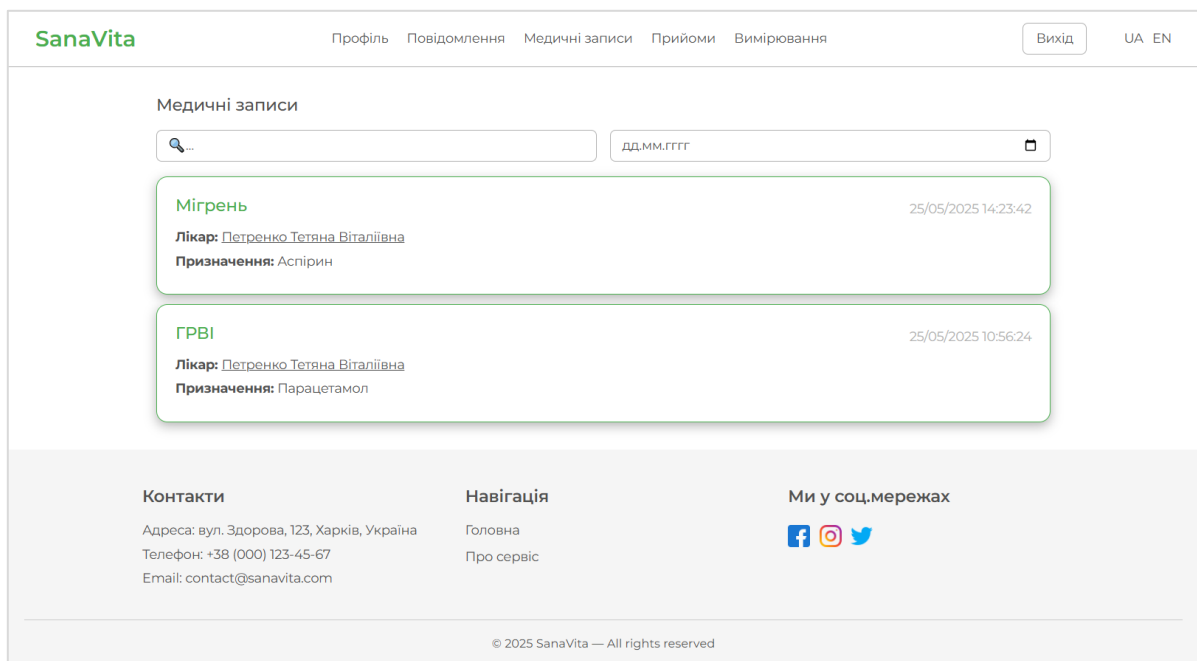 SanaVita
Профіль Повідомлення Медичні записи Прийоми Вимірювання
Вихід
UA EN
Медичні записи
...
дд.мм.гггг
Мігрень
25/05/2025 14:23:42
Лікар: Петренко Тетяна Віталіївна
Призначення: Аспірин
ГРВІ
25/05/2025 10:56:24
Лікар: Петренко Тетяна Віталіївна
Призначення: Парацетамол
Контакти
Адреса: вул. Здорова, 123, Харків, Україна
Телефон: +38 (000) 123-45-67
Email: contact@sanavita.com
Навігація
Головна
Про сервіс
Ми у соц.мережах
© 2025 SanaVita — All rights reserved